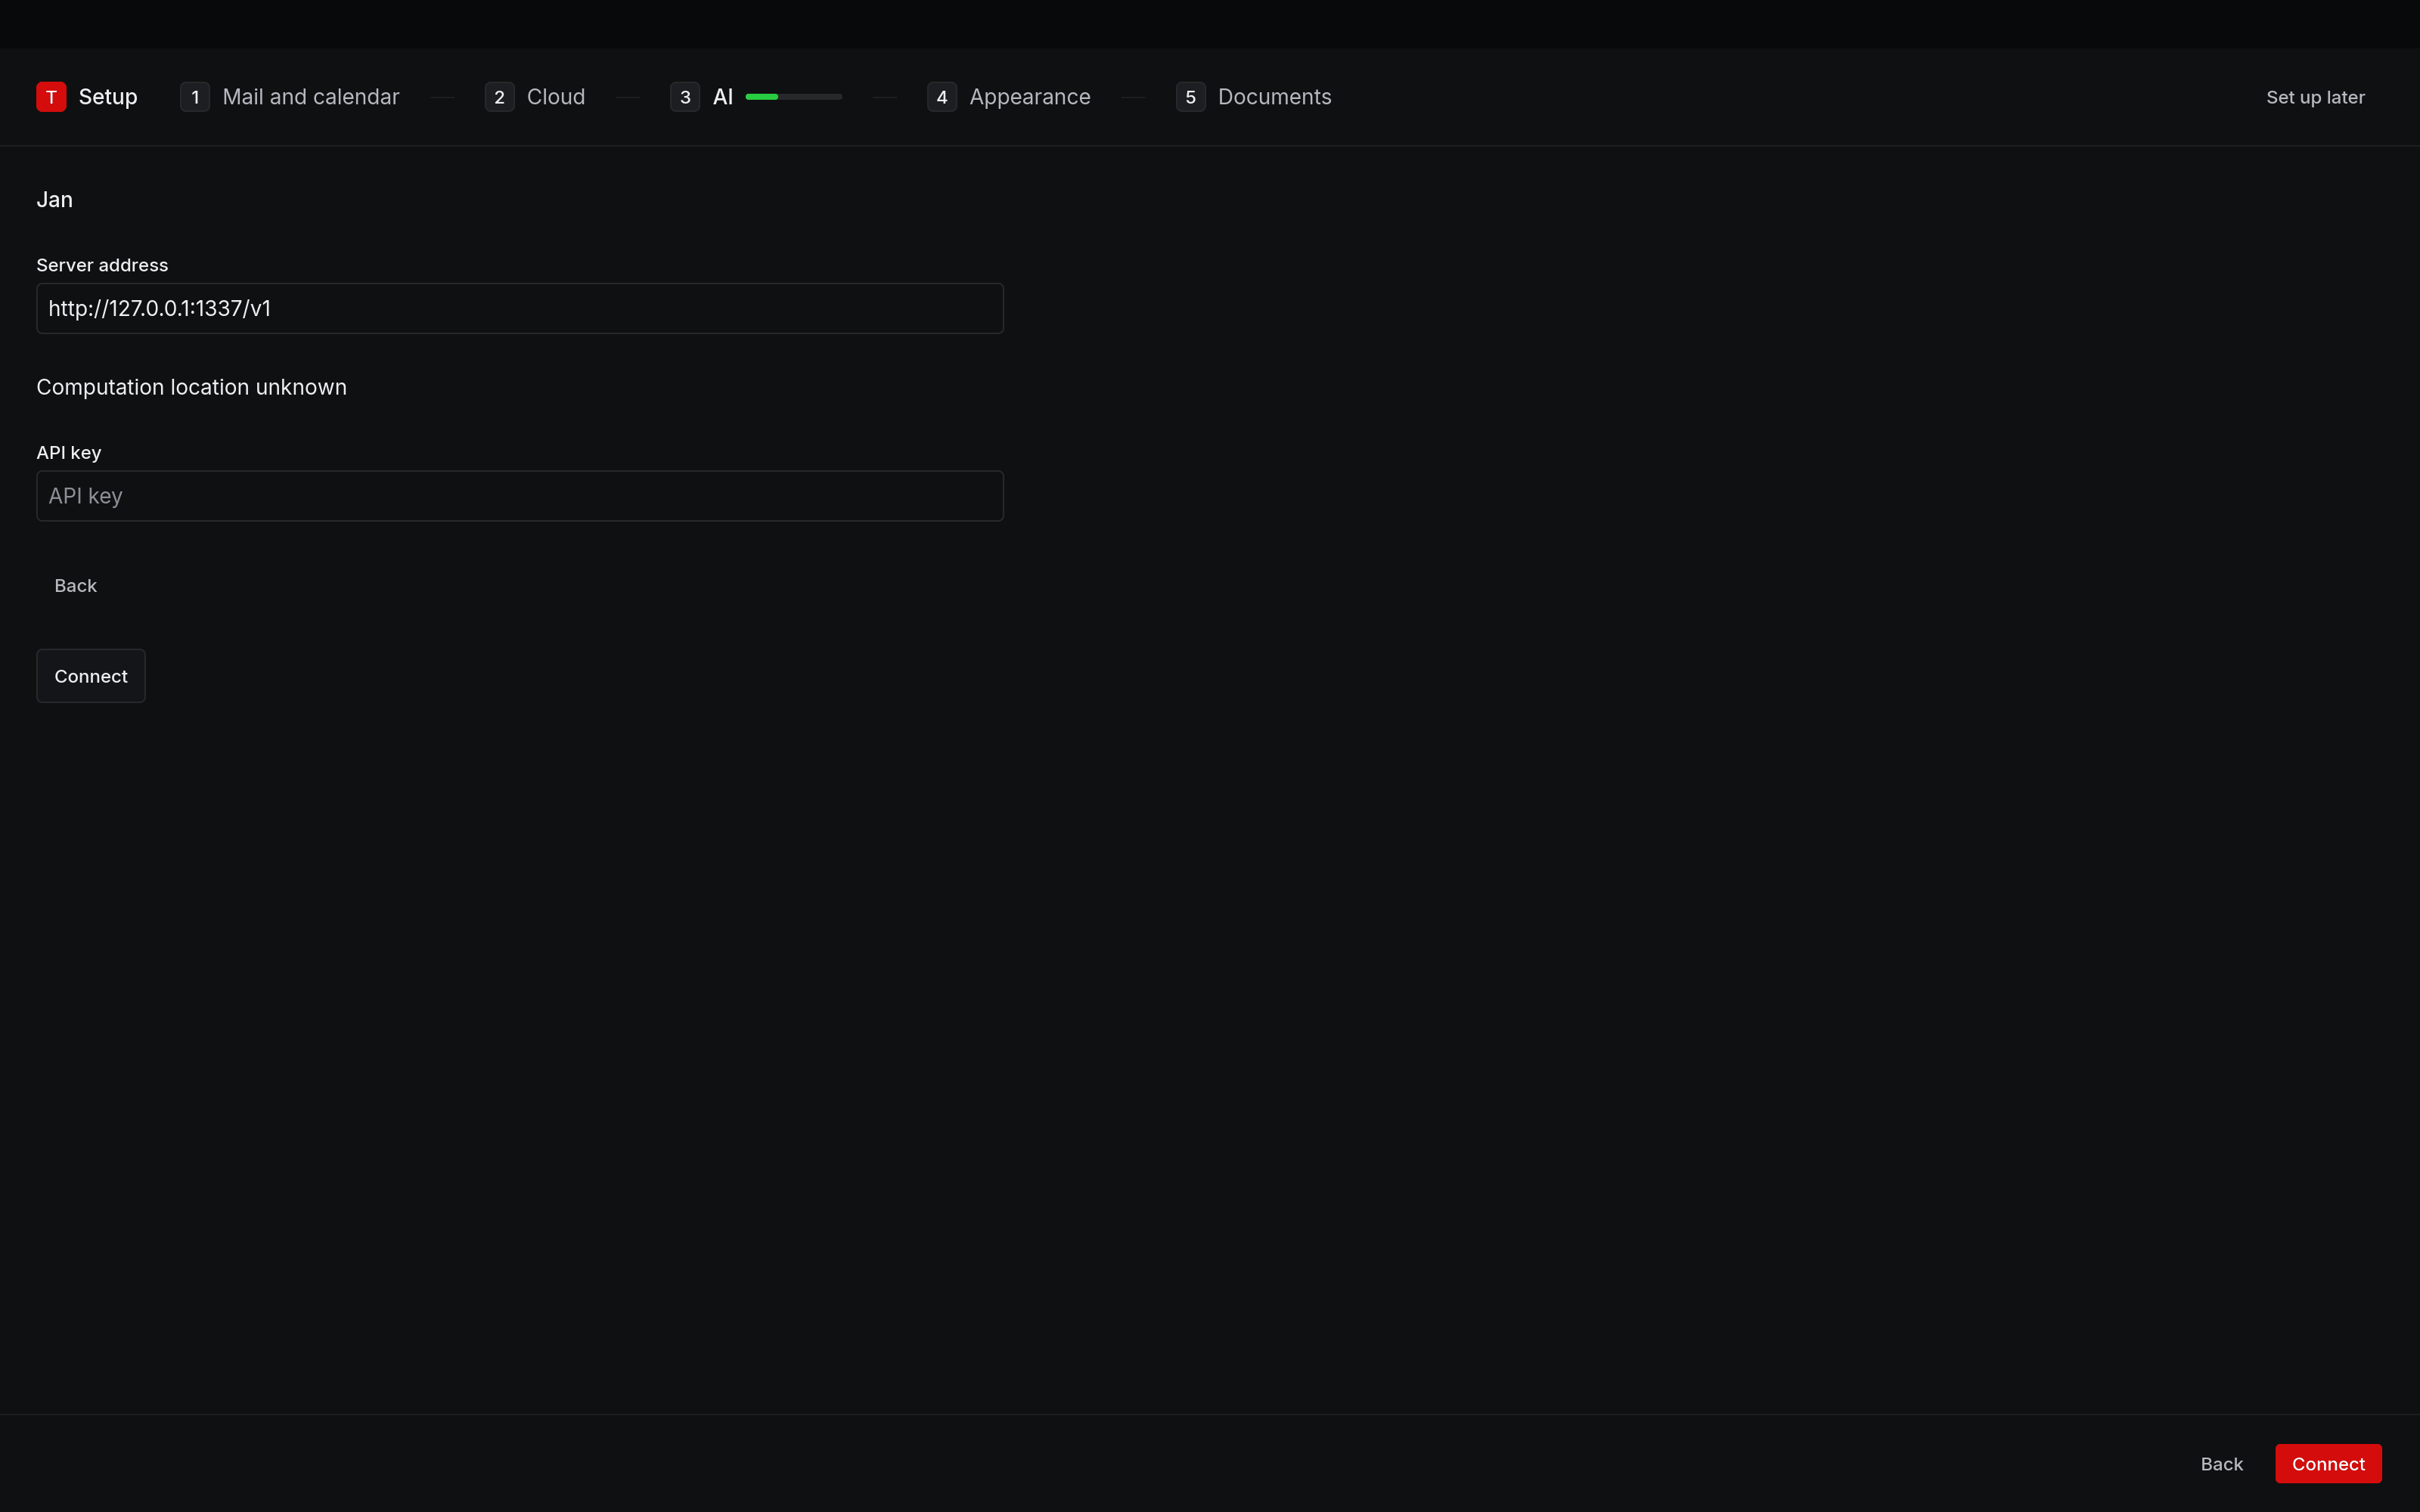 T Setup 1 Mail and calendar 2 Cloud 3 AI 4 Appearance 5 Documents Set up later
Jan
Server address
http://127.0.0.1:1337/v1
Computation location unknown
API key
API key
Back
Connect
Back Connect